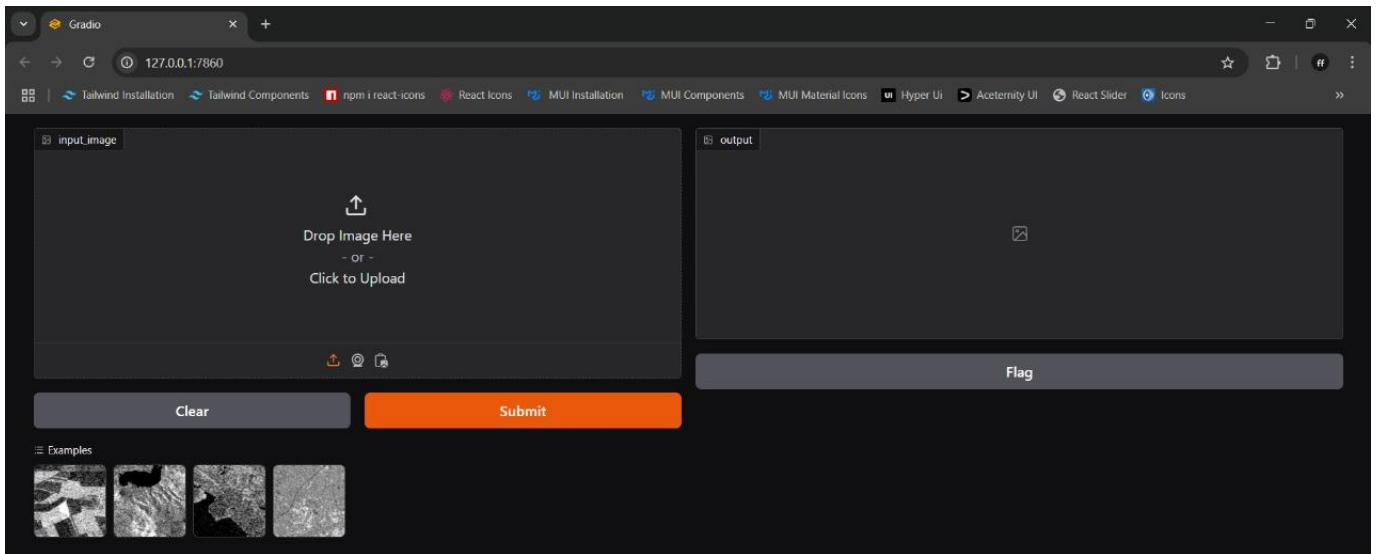 Gradio
127.0.0.1:7860
ff
Tailwind Installation Tailwind Components npm i react-icons React Icons MUI Installation MUI Components MUI Material Icons UI Hyper Ui Aceternity UI React Slider Icons »
input_image
Drop Image Here
- or -
Click to Upload
Clear
Submit
Examples
output
Flag